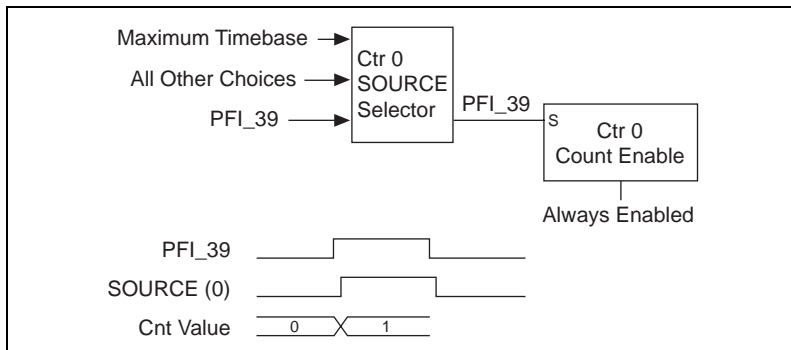 Maximum Timebase
All Other Choices
PFI_39
Ctr 0
SOURCE
Selector
PFI_39
S
Ctr 0
Count Enable
Always Enabled
PFI_39
SOURCE (0)
Cnt Value
0
1